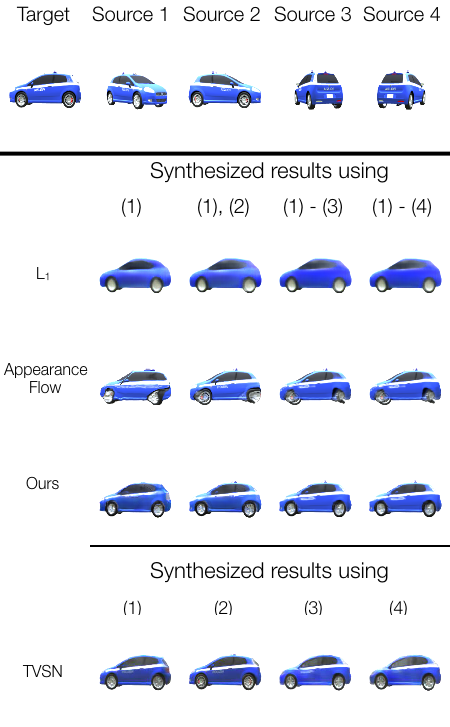 Target Source 1 Source 2 Source 3 Source 4
Synthesized results using
(1) (1), (2) (1) - (3) (1) - (4)
L₁
Appearance
Flow
Ours
Synthesized results using
(1) (2) (3) (4)
TVSN